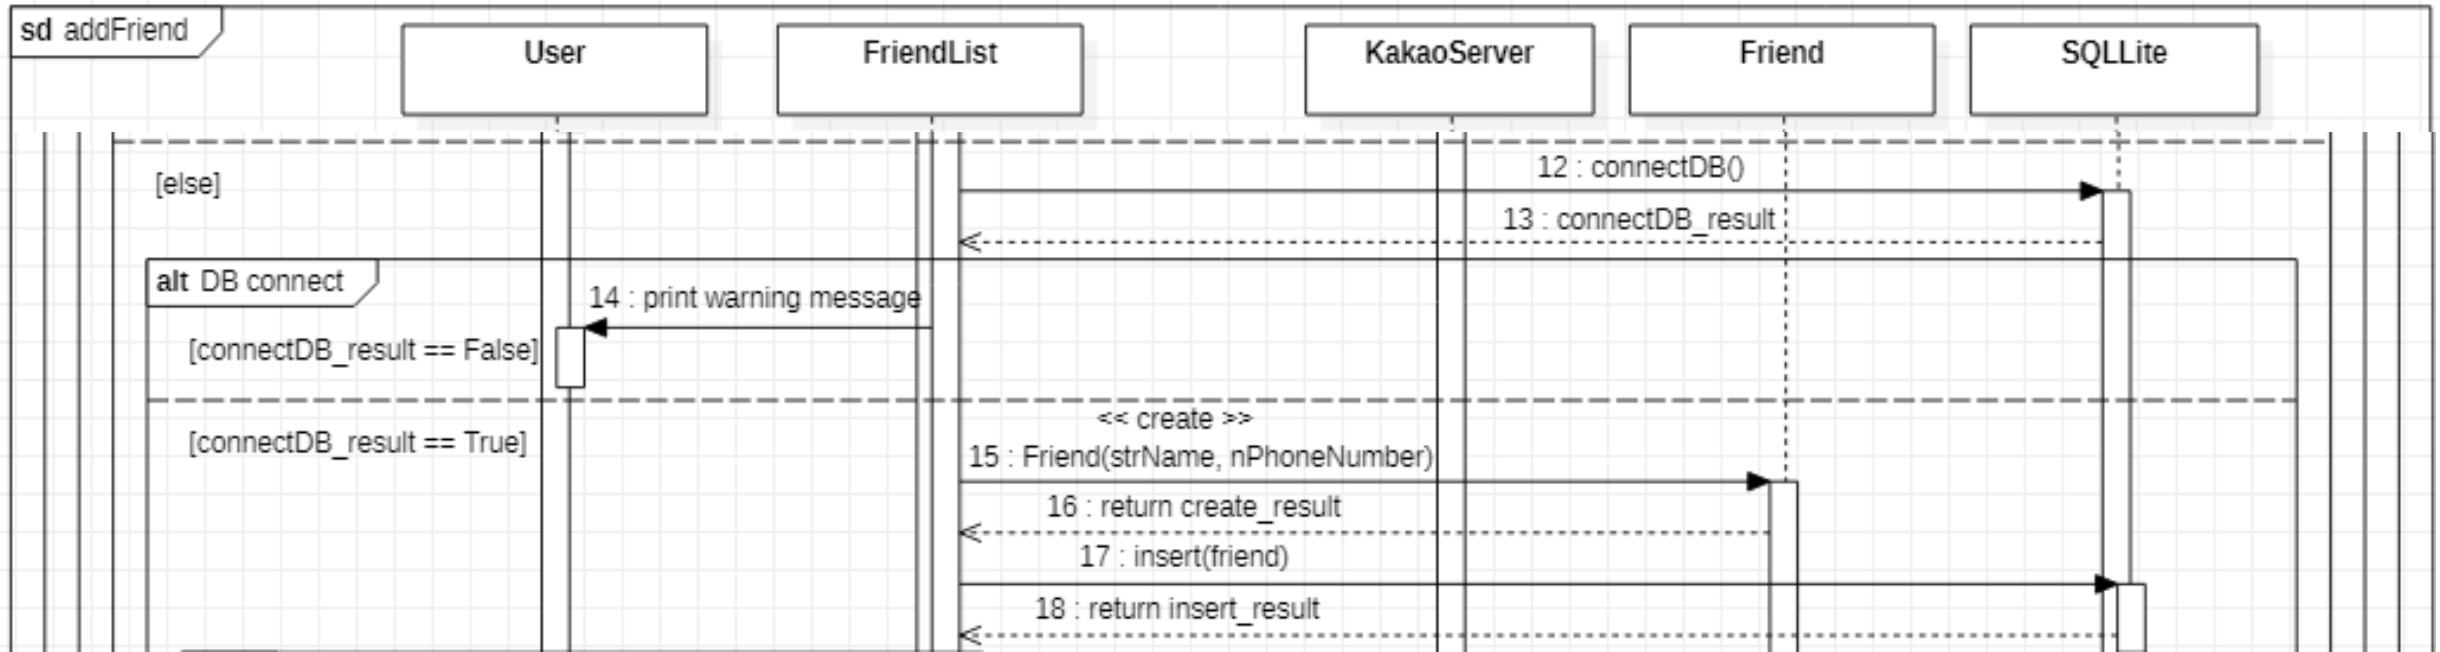 sd addFriend
User
FriendList
KakaoServer
Friend
SQLLite
[else]
12 : connectDB()
13 : connectDB_result
alt DB connect
14 : print warning message
[connectDB_result == False]
<< create >>
[connectDB_result == True]
15 : Friend(strName, nPhoneNumber)
16 : return create_result
17 : insert(friend)
18 : return insert_result